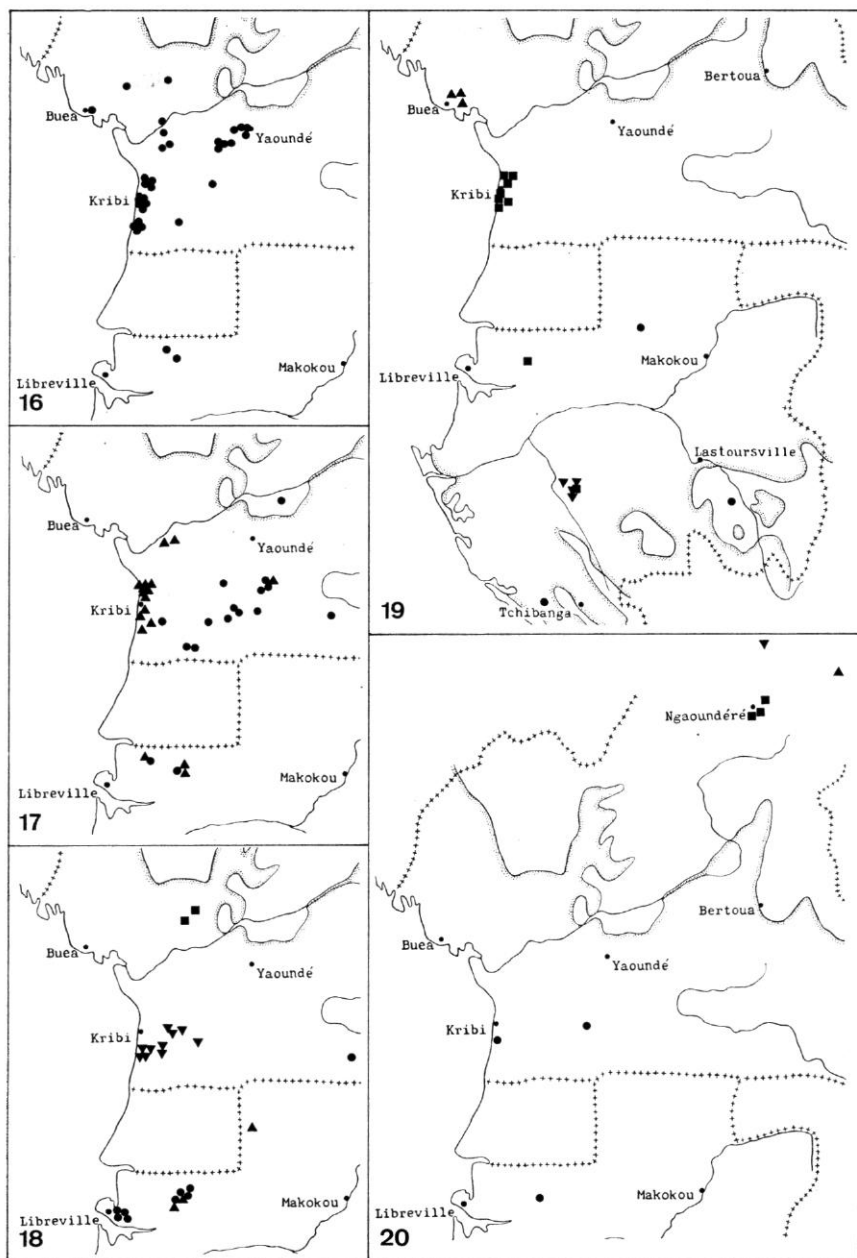 Buea
Yaoundé
Kribi
Libreville
Makokou
16
Buea
Yaoundé
Kribi
Libreville
Makokou
17
Buea
Yaoundé
Kribi
Libreville
Makokou
18
Bertoua
Buea
Yaoundé
Kribi
Libreville
Makokou
Lastoursville
Tchibanga
19
Ngaoundéré
Bertoua
Buea
Yaoundé
Kribi
Libreville
Makokou
20